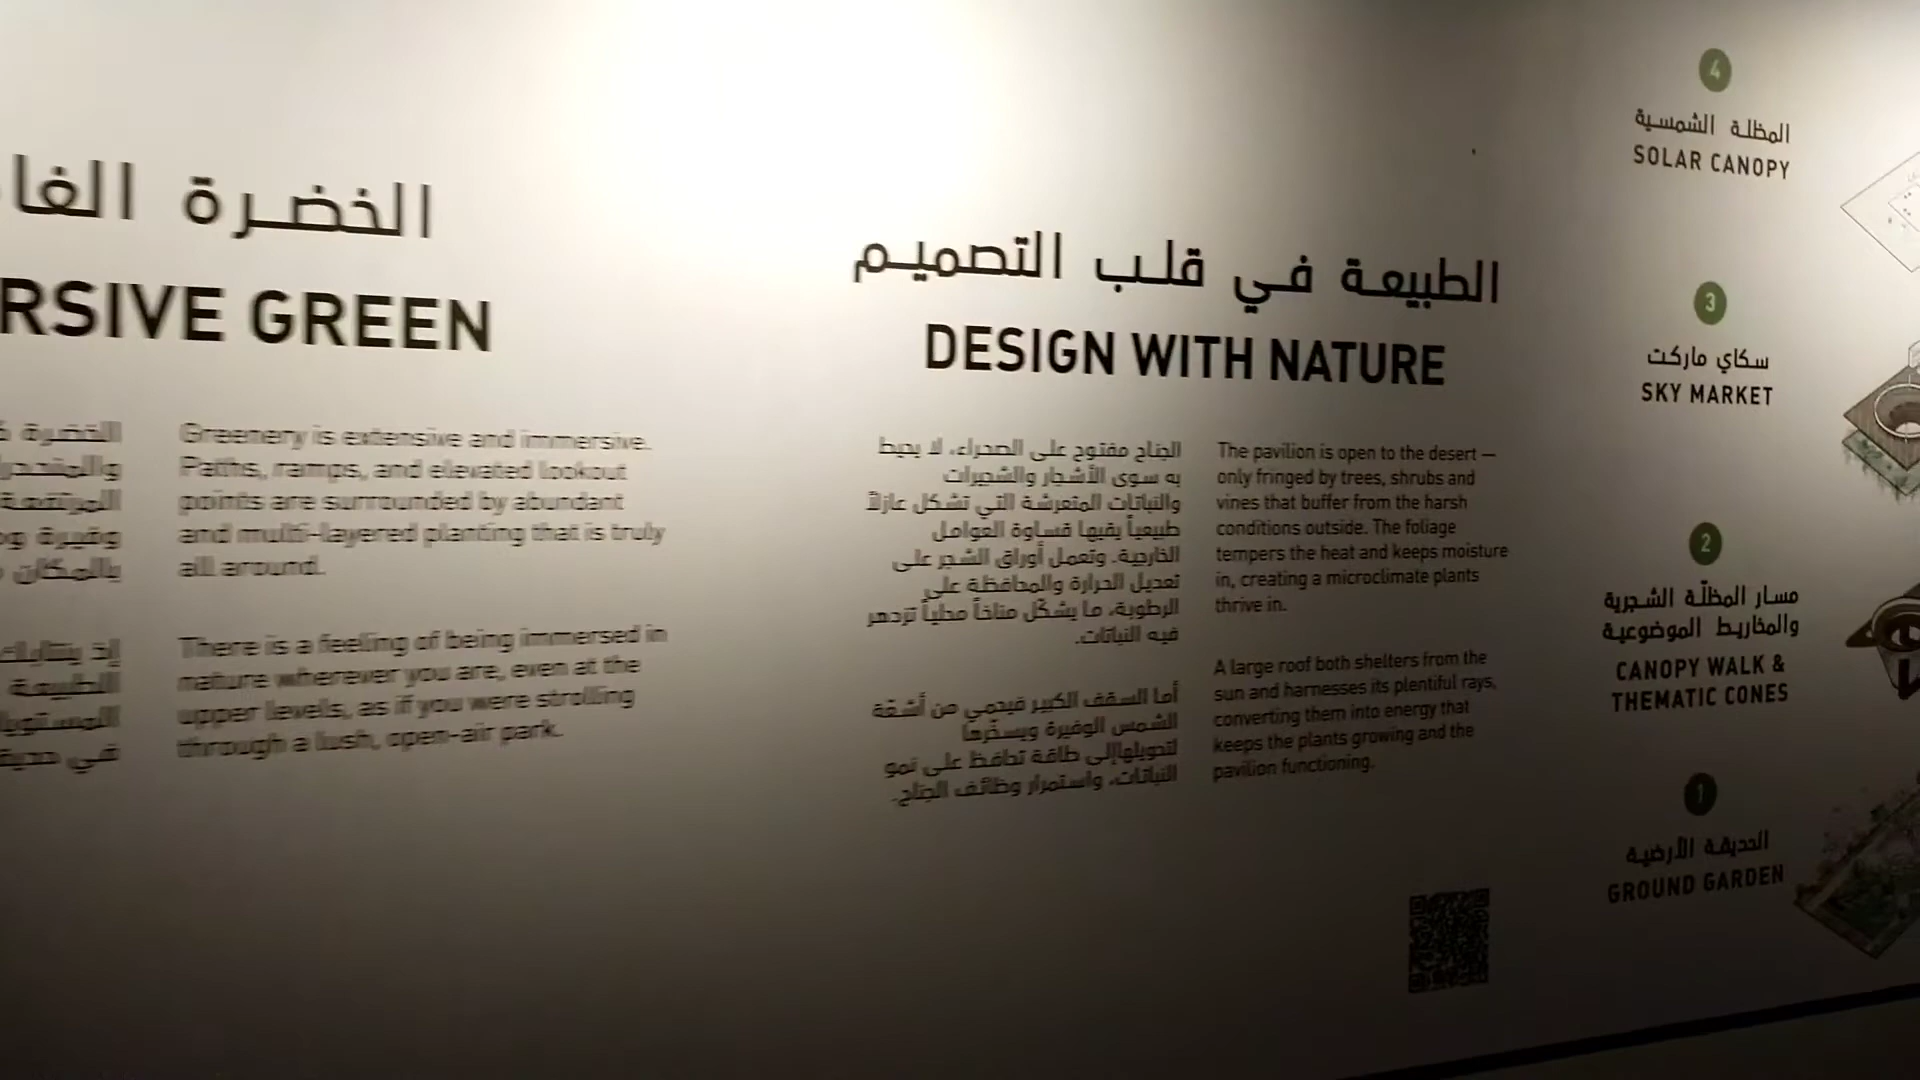 الخضرة
RSIVE GREEN
Greenery is extensive and immersive.
Paths, ramps, and elevated lookout
points are surrounded by abundant
and multi-layered planting that is truly
all around.
There is a feeling of being immersed in
nature wherever you are, even at the
upper levels, as if you were strolling
through a lush, open-air park.
الطبيعة في قلب التصميم
DESIGN WITH NATURE
الجناح مفتوح على الصحراء، لا يحيط
به سوى الأشجار والشجيرات
والنباتات المتعرشة التي تشكل عازلاً
طبيعياً يقيها قساوة العوامل
الخارجية. وتعمل أوراق الشجر على
تعديل الحرارة والمحافظة على
الرطوبة، ما يشكّل مناخاً محلياً تزدهر
فيه النباتات.
أما السقف الكبير فيحمي من أشعّة
الشمس الوفيرة ويسخّرها
لتحويلها إلى طاقة تحافظ على نمو
النباتات، واستمرار وظائف الجناح.
The pavilion is open to the desert —
only fringed by trees, shrubs and
vines that buffer from the harsh
conditions outside. The foliage
tempers the heat and keeps moisture
in, creating a microclimate plants
thrive in.
A large roof both shelters from the
sun and harnesses its plentiful rays,
converting them into energy that
keeps the plants growing and the
pavilion functioning.
4
المظلة الشمسية
SOLAR CANOPY
3
سكاي ماركت
SKY MARKET
2
مسار المظلّة الشجرية
والمخاريط الموضوعية
CANOPY WALK &
THEMATIC CONES
1
الحديقة الأرضية
GROUND GARDEN